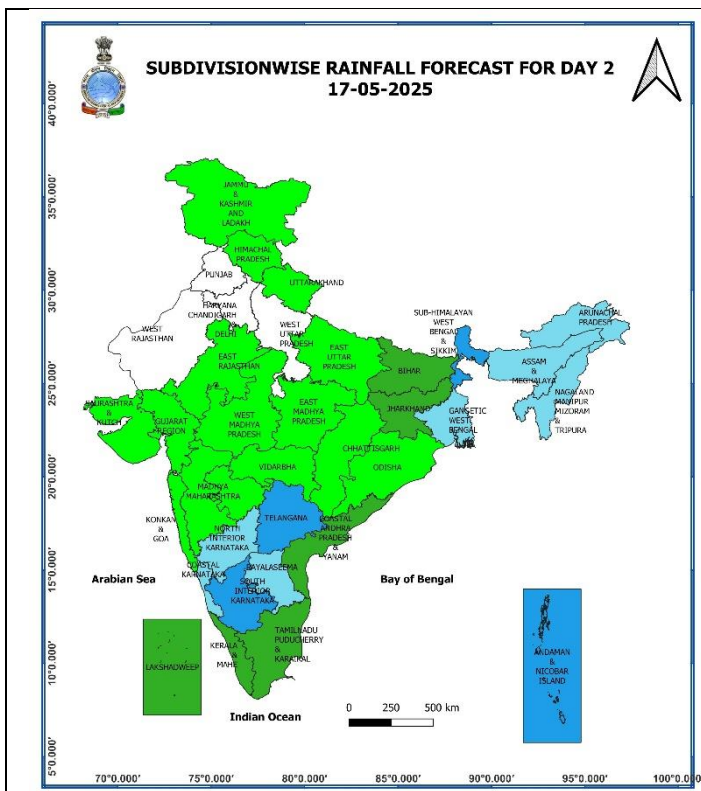 SUBDIVISIONWISE RAINFALL FORECAST FOR DAY 2
17-05-2025
40°0.000'
35°0.000'
30°0.000'
25°0.000'
20°0.000'
15°0.000'
10°0.000'
5°0.000'
JAMMU
&
KASHMIR
AND
LADAKH
HIMACHAL
PRADESH
PUNJAB
UTTARAKHAND
HARYANA
CHANDIGARH
&
DELHI
WEST
RAJASTHAN
WEST
UTTAR
PRADESH
SUB-HIMALAYAN
WEST
BENGAL
&
SIKKIM
ARUNACHAL
PRADESH
EAST
RAJASTHAN
EAST
UTTAR
PRADESH
BIHAR
ASSAM
&
MEGHALAYA
NAGALAND
MANIPUR
MIZORAM
&
TRIPURA
SAURASHTRA
&
KUTCH
GUJARAT
REGION
WEST
MADHYA
PRADESH
EAST
MADHYA
PRADESH
JHARKHAND
GANGETIC
WEST
BENGAL
CHHATTISGARH
ODISHA
VIDARBHA
MADHYA
MAHARASHTRA
KONKAN
&
GOA
NORTH
INTERIOR
KARNATAKA
TELANGANA
COASTAL
ANDHRA
PRADESH
&
YANAM
COASTAL
KARNATAKA
RAYALASEEMA
SOUTH
INTERIOR
KARNATAKA
Arabian Sea
Bay of Bengal
LAKSHADWEEP
KERALA
&
MAHE
TAMILNADU
PUDUCHERRY
&
KARAIKAL
ANDAMAN
&
NICOBAR
ISLAND
Indian Ocean
0 250 500 km
70°0.000' 75°0.000' 80°0.000' 85°0.000' 90°0.000' 95°0.000' 100°0.000'